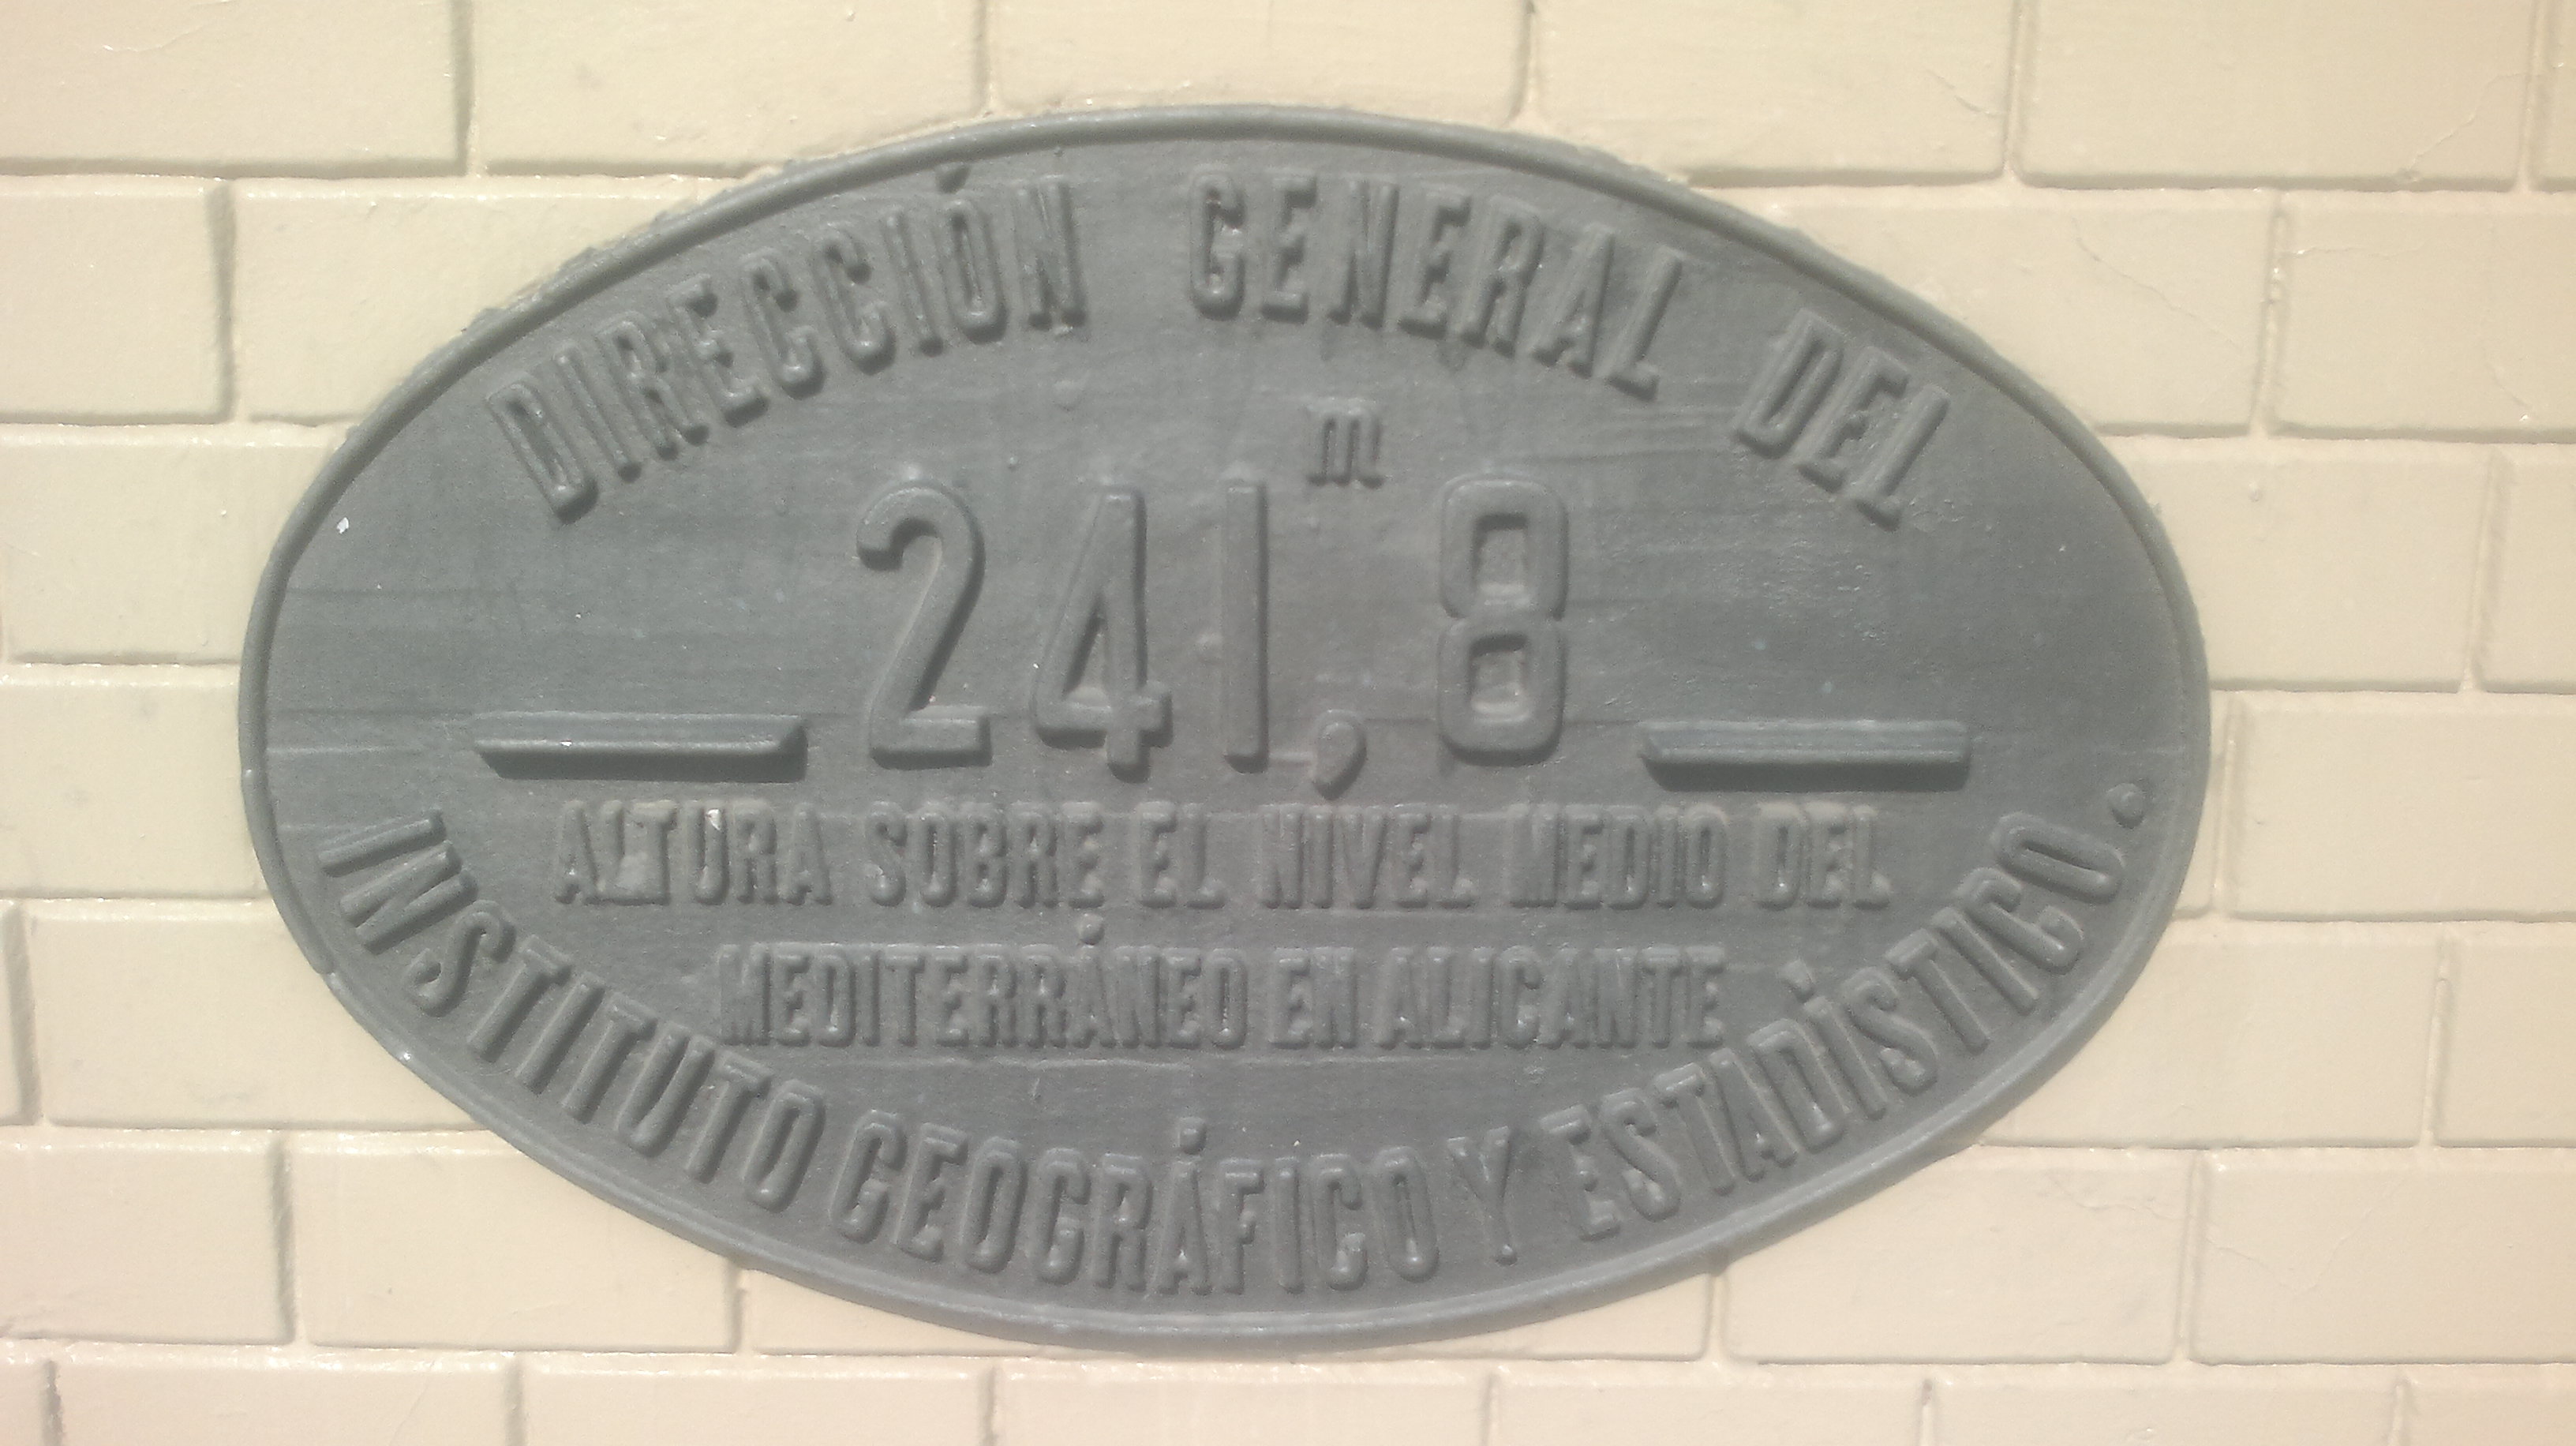 DIRECCIÓN GENERAL DEL
m
241,8
ALTURA SOBRE EL NIVEL MEDIO DEL
MEDITERRÁNEO EN ALICANTE
INSTITUTO GEOGRÁFICO Y ESTADÍSTICO.